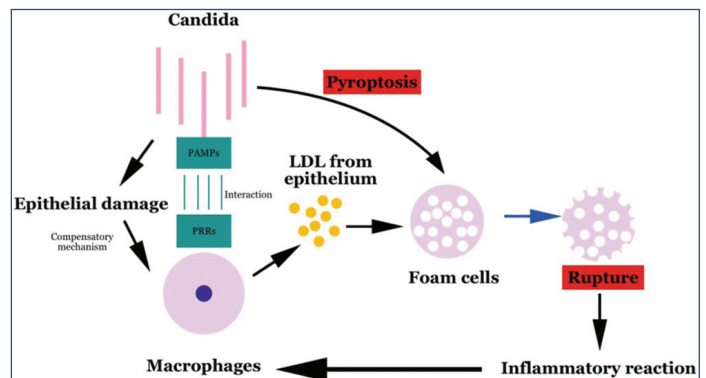 Candida
Pyroptosis
PAMPs
LDL from
epithelium
Interaction
Epithelial damage
PRRs
Compensatory
mechanism
Foam cells
Rupture
Macrophages
Inflammatory reaction